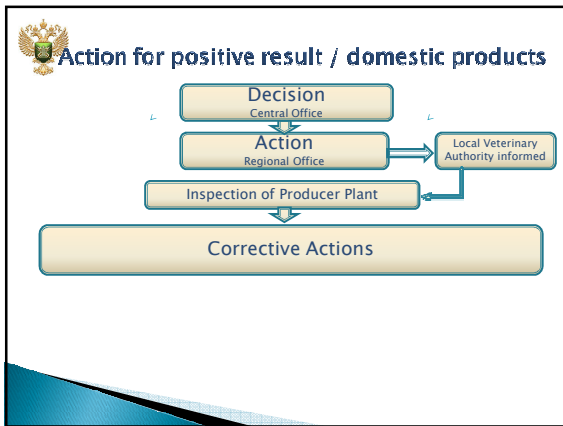 Action for positive result / domestic products
Decision
Central Office
Action
Regional Office
Local Veterinary
Authority informed
Inspection of Producer Plant
Corrective Actions